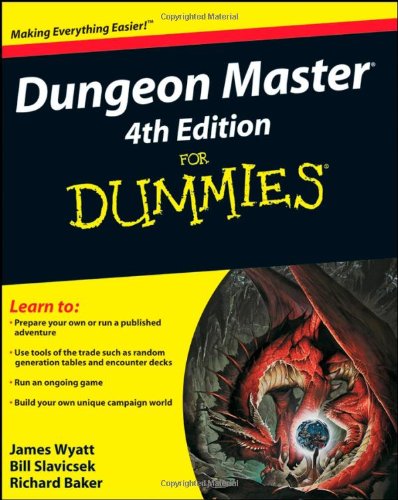 Making Everything Easier!™
Dungeon Master®
4th Edition
FOR
DUMMIES®
Learn to:
• Prepare your own or run a published
adventure
• Use tools of the trade such as random
generation tables and encounter decks
• Run an ongoing game
• Build your own unique campaign world
James Wyatt
Bill Slavicsek
Richard Baker